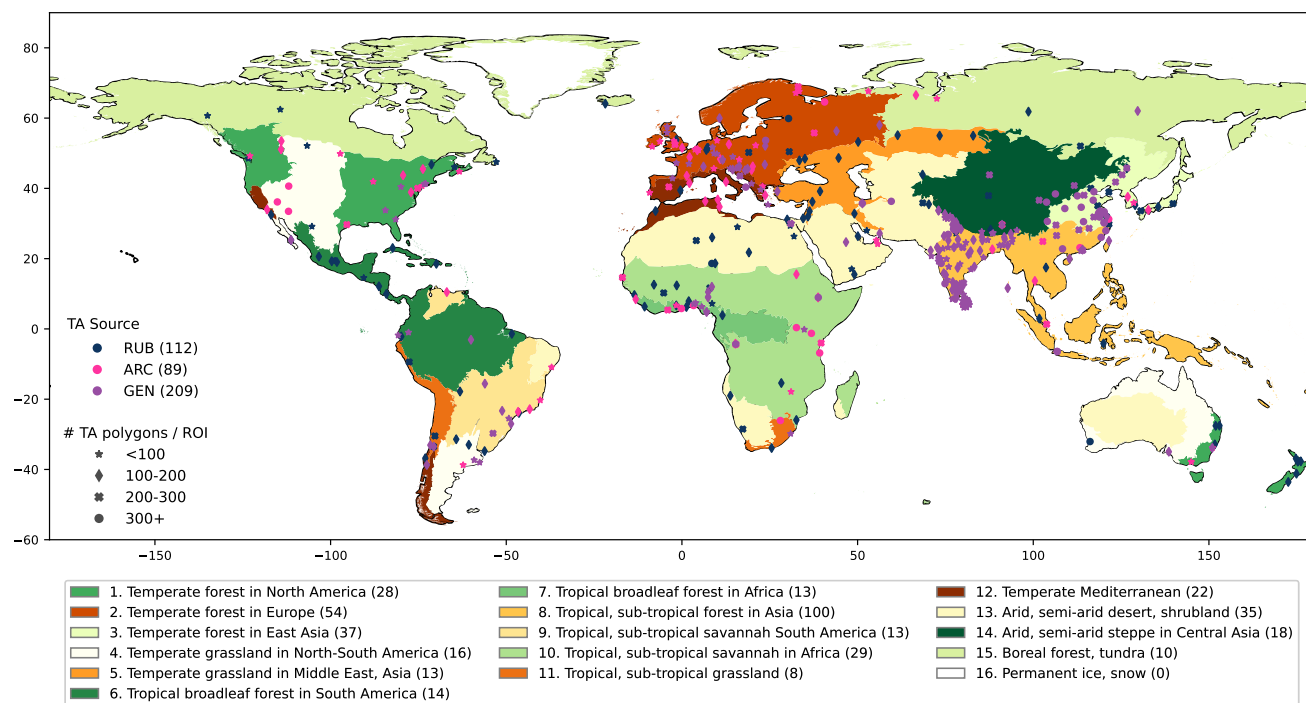 80
60
40
20
0
−20
−40
−60
−150
−100
−50
0
50
100
150
TA Source
RUB (112)
ARC (89)
GEN (209)
# TA polygons / ROI
<100
100-200
200-300
300+
1. Temperate forest in North America (28)
2. Temperate forest in Europe (54)
3. Temperate forest in East Asia (37)
4. Temperate grassland in North-South America (16)
5. Temperate grassland in Middle East, Asia (13)
6. Tropical broadleaf forest in South America (14)
7. Tropical broadleaf forest in Africa (13)
8. Tropical, sub-tropical forest in Asia (100)
9. Tropical, sub-tropical savannah South America (13)
10. Tropical, sub-tropical savannah in Africa (29)
11. Tropical, sub-tropical grassland (8)
12. Temperate Mediterranean (22)
13. Arid, semi-arid desert, shrubland (35)
14. Arid, semi-arid steppe in Central Asia (18)
15. Boreal forest, tundra (10)
16. Permanent ice, snow (0)